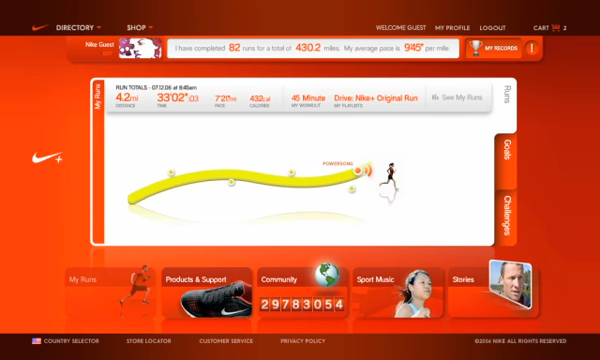 DIRECTORY SHOP WELCOME GUEST MY PROFILE LOGOUT CART 2
Nike Guest
I have completed 82 runs for a total of 430.2 miles. My average pace is 9'45" per mile.
MY RECORDS
My Runs
RUN TOTALS - 07.12.06 at 8:45am
4.2mi 33'02".03 7'20"/mi 432cal 45 Minute Drive: Nike+ Original Run See My Runs
DISTANCE TIME PACE CALORIES MY WORKOUT MY PLAYLISTS
Runs
Goals
Challenges
POWERSONG
My Runs Products & Support Community Sport Music Stories
29783054
COUNTRY SELECTOR STORE LOCATOR CUSTOMER SERVICE PRIVACY POLICY ©2006 NIKE ALL RIGHTS RESERVED